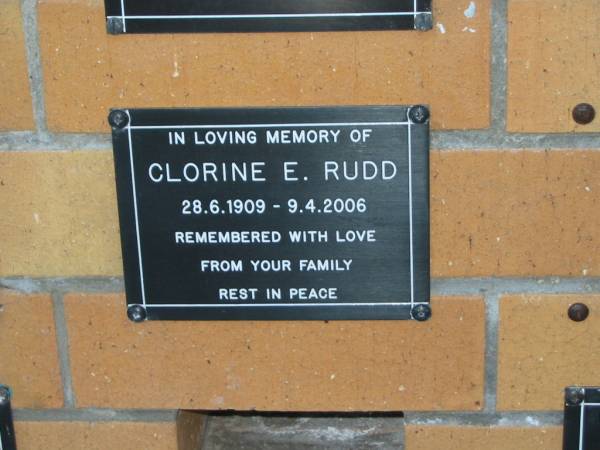 IN LOVING MEMORY OF
CLORINE E. RUDD
28.6.1909 - 9.4.2006
REMEMBERED WITH LOVE
FROM YOUR FAMILY
REST IN PEACE